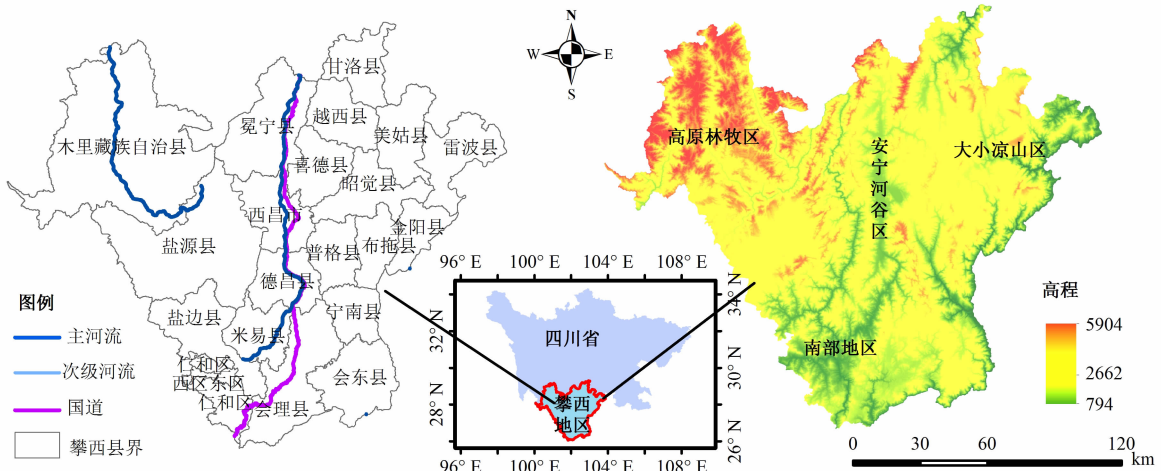 甘洛县
越西县
美姑县
雷波县
冕宁县
木里藏族自治县
喜德县
昭觉县
西昌
金阳县
盐源县
普格县
布拖县
德昌县
宁南县
盐边县
米易县
仁和区
西区东区
仁和区
会东县
会理县
图例
主河流
次级河流
国道
攀西县界
N
W
E
S
96° E
100° E
104° E
108° E
34° N
32° N
30° N
28° N
26° N
四川省
攀西
地区
96° E
100° E
104° E
108° E
高原林牧区
安宁河谷区
大小凉山区
南部地区
高程
5904
2662
794
0
30
60
120
km